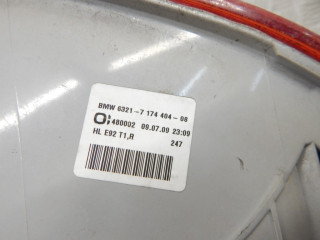 BMW 6321-7 174 404-08
480002 09.07.09 23:09
HL E92 T1,R
247